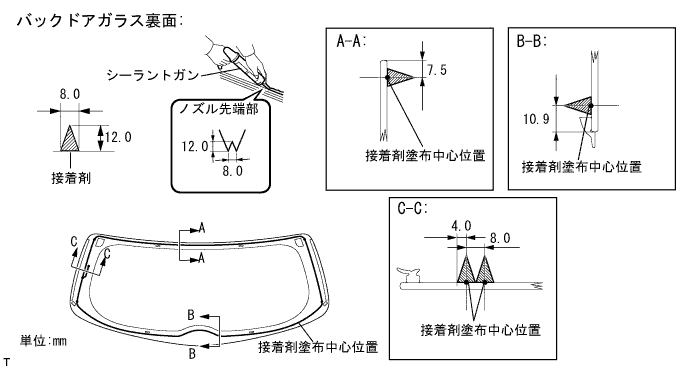 バックドアガラス裏面:
シーラントガン
8.0
12.0
接着剤
ノズル先端部
12.0
8.0
A-A:
7.5
接着剤塗布中心位置
B-B:
10.9
接着剤塗布中心位置
C-C:
4.0
8.0
接着剤塗布中心位置
A
A
C
C
B
B
接着剤塗布中心位置
単位:mm
T